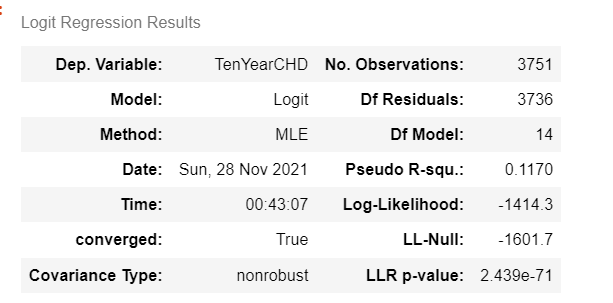 Logit Regression Results
Dep. Variable: TenYearCHD No. Observations: 3751
Model: Logit Df Residuals: 3736
Method: MLE Df Model: 14
Date: Sun, 28 Nov 2021 Pseudo R-squ.: 0.1170
Time: 00:43:07 Log-Likelihood: -1414.3
converged: True LL-Null: -1601.7
Covariance Type: nonrobust LLR p-value: 2.439e-71